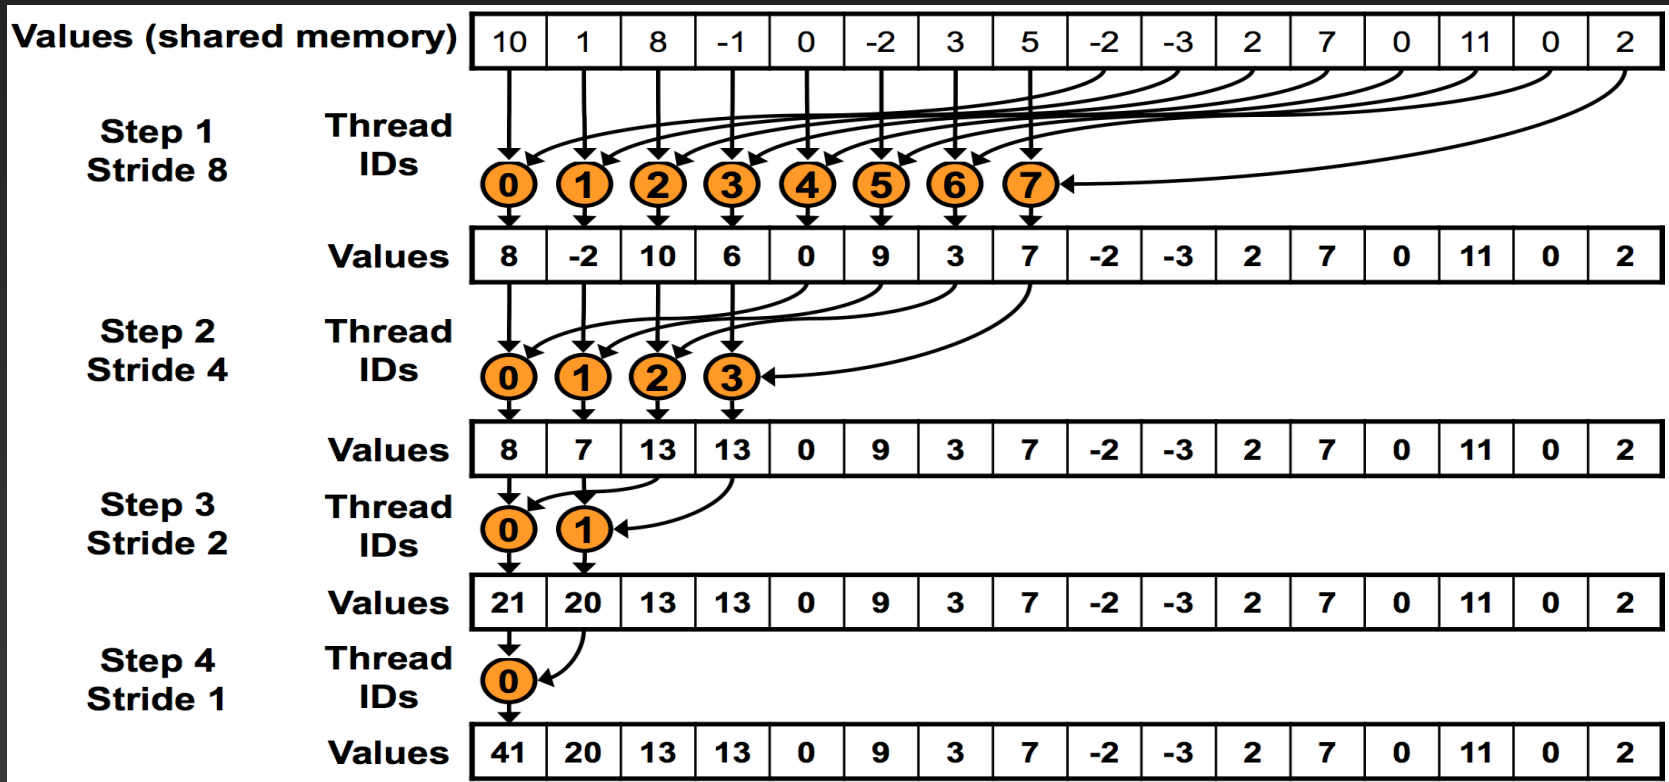 Values (shared memory) 10 1 8 -1 0 -2 3 5 -2 -3 2 7 0 11 0 2
Step 1 Thread
Stride 8 IDs
0 1 2 3 4 5 6 7
Values 8 -2 10 6 0 9 3 7 -2 -3 2 7 0 11 0 2
Step 2 Thread
Stride 4 IDs
0 1 2 3
Values 8 7 13 13 0 9 3 7 -2 -3 2 7 0 11 0 2
Step 3 Thread
Stride 2 IDs
0 1
Values 21 20 13 13 0 9 3 7 -2 -3 2 7 0 11 0 2
Step 4 Thread
Stride 1 IDs
0
Values 41 20 13 13 0 9 3 7 -2 -3 2 7 0 11 0 2